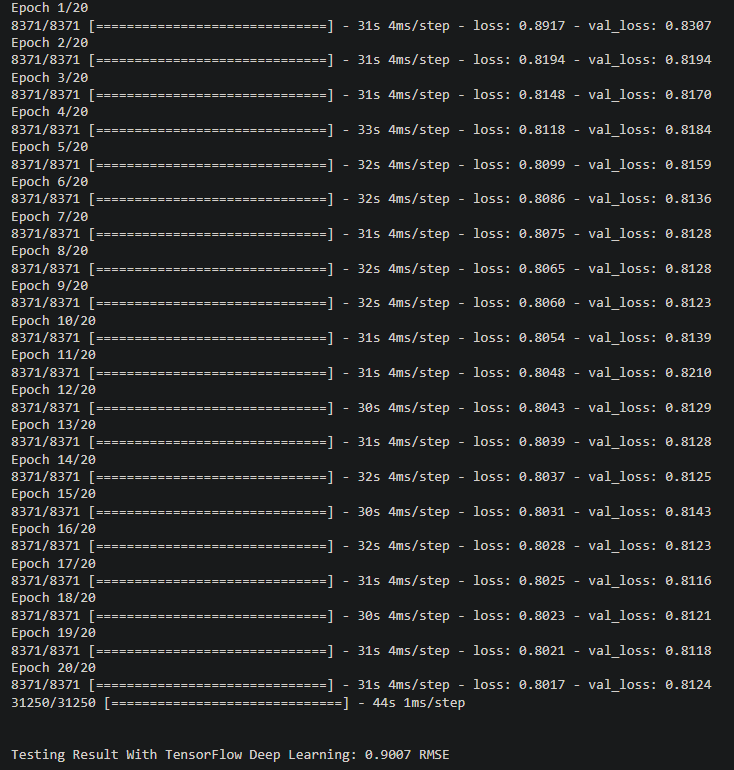 Epoch 1/20
8371/8371 [==============================] - 31s 4ms/step - loss: 0.8917 - val_loss: 0.8307
Epoch 2/20
8371/8371 [==============================] - 31s 4ms/step - loss: 0.8194 - val_loss: 0.8194
Epoch 3/20
8371/8371 [==============================] - 31s 4ms/step - loss: 0.8148 - val_loss: 0.8170
Epoch 4/20
8371/8371 [==============================] - 33s 4ms/step - loss: 0.8118 - val_loss: 0.8184
Epoch 5/20
8371/8371 [==============================] - 32s 4ms/step - loss: 0.8099 - val_loss: 0.8159
Epoch 6/20
8371/8371 [==============================] - 32s 4ms/step - loss: 0.8086 - val_loss: 0.8136
Epoch 7/20
8371/8371 [==============================] - 31s 4ms/step - loss: 0.8075 - val_loss: 0.8128
Epoch 8/20
8371/8371 [==============================] - 32s 4ms/step - loss: 0.8065 - val_loss: 0.8128
Epoch 9/20
8371/8371 [==============================] - 32s 4ms/step - loss: 0.8060 - val_loss: 0.8123
Epoch 10/20
8371/8371 [==============================] - 31s 4ms/step - loss: 0.8054 - val_loss: 0.8139
Epoch 11/20
8371/8371 [==============================] - 31s 4ms/step - loss: 0.8048 - val_loss: 0.8210
Epoch 12/20
8371/8371 [==============================] - 30s 4ms/step - loss: 0.8043 - val_loss: 0.8129
Epoch 13/20
8371/8371 [==============================] - 31s 4ms/step - loss: 0.8039 - val_loss: 0.8128
Epoch 14/20
8371/8371 [==============================] - 32s 4ms/step - loss: 0.8037 - val_loss: 0.8125
Epoch 15/20
8371/8371 [==============================] - 30s 4ms/step - loss: 0.8031 - val_loss: 0.8143
Epoch 16/20
8371/8371 [==============================] - 32s 4ms/step - loss: 0.8028 - val_loss: 0.8123
Epoch 17/20
8371/8371 [==============================] - 31s 4ms/step - loss: 0.8025 - val_loss: 0.8116
Epoch 18/20
8371/8371 [==============================] - 30s 4ms/step - loss: 0.8023 - val_loss: 0.8121
Epoch 19/20
8371/8371 [==============================] - 31s 4ms/step - loss: 0.8021 - val_loss: 0.8118
Epoch 20/20
8371/8371 [==============================] - 31s 4ms/step - loss: 0.8017 - val_loss: 0.8124
31250/31250 [==============================] - 44s 1ms/step
Testing Result With TensorFlow Deep Learning: 0.9007 RMSE